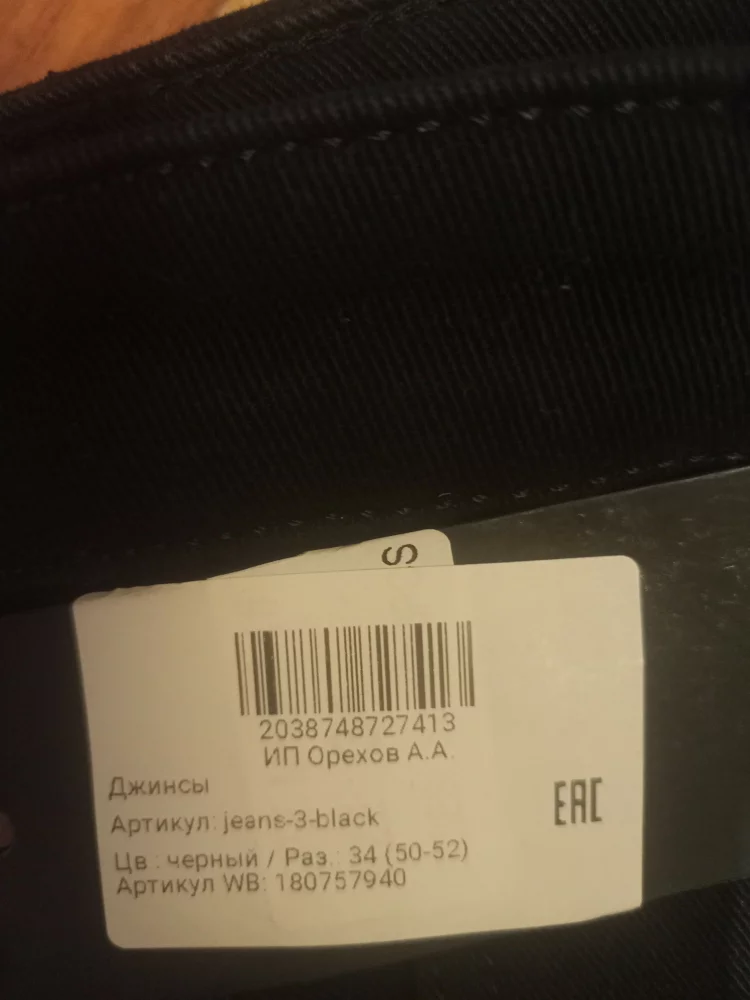 S
2038748727413
ИП Орехов А.А.
Джинсы
Артикул: jeans-3-black
EAC
Цв.: черный / Раз.: 34 (50-52)
Артикул WB: 180757940